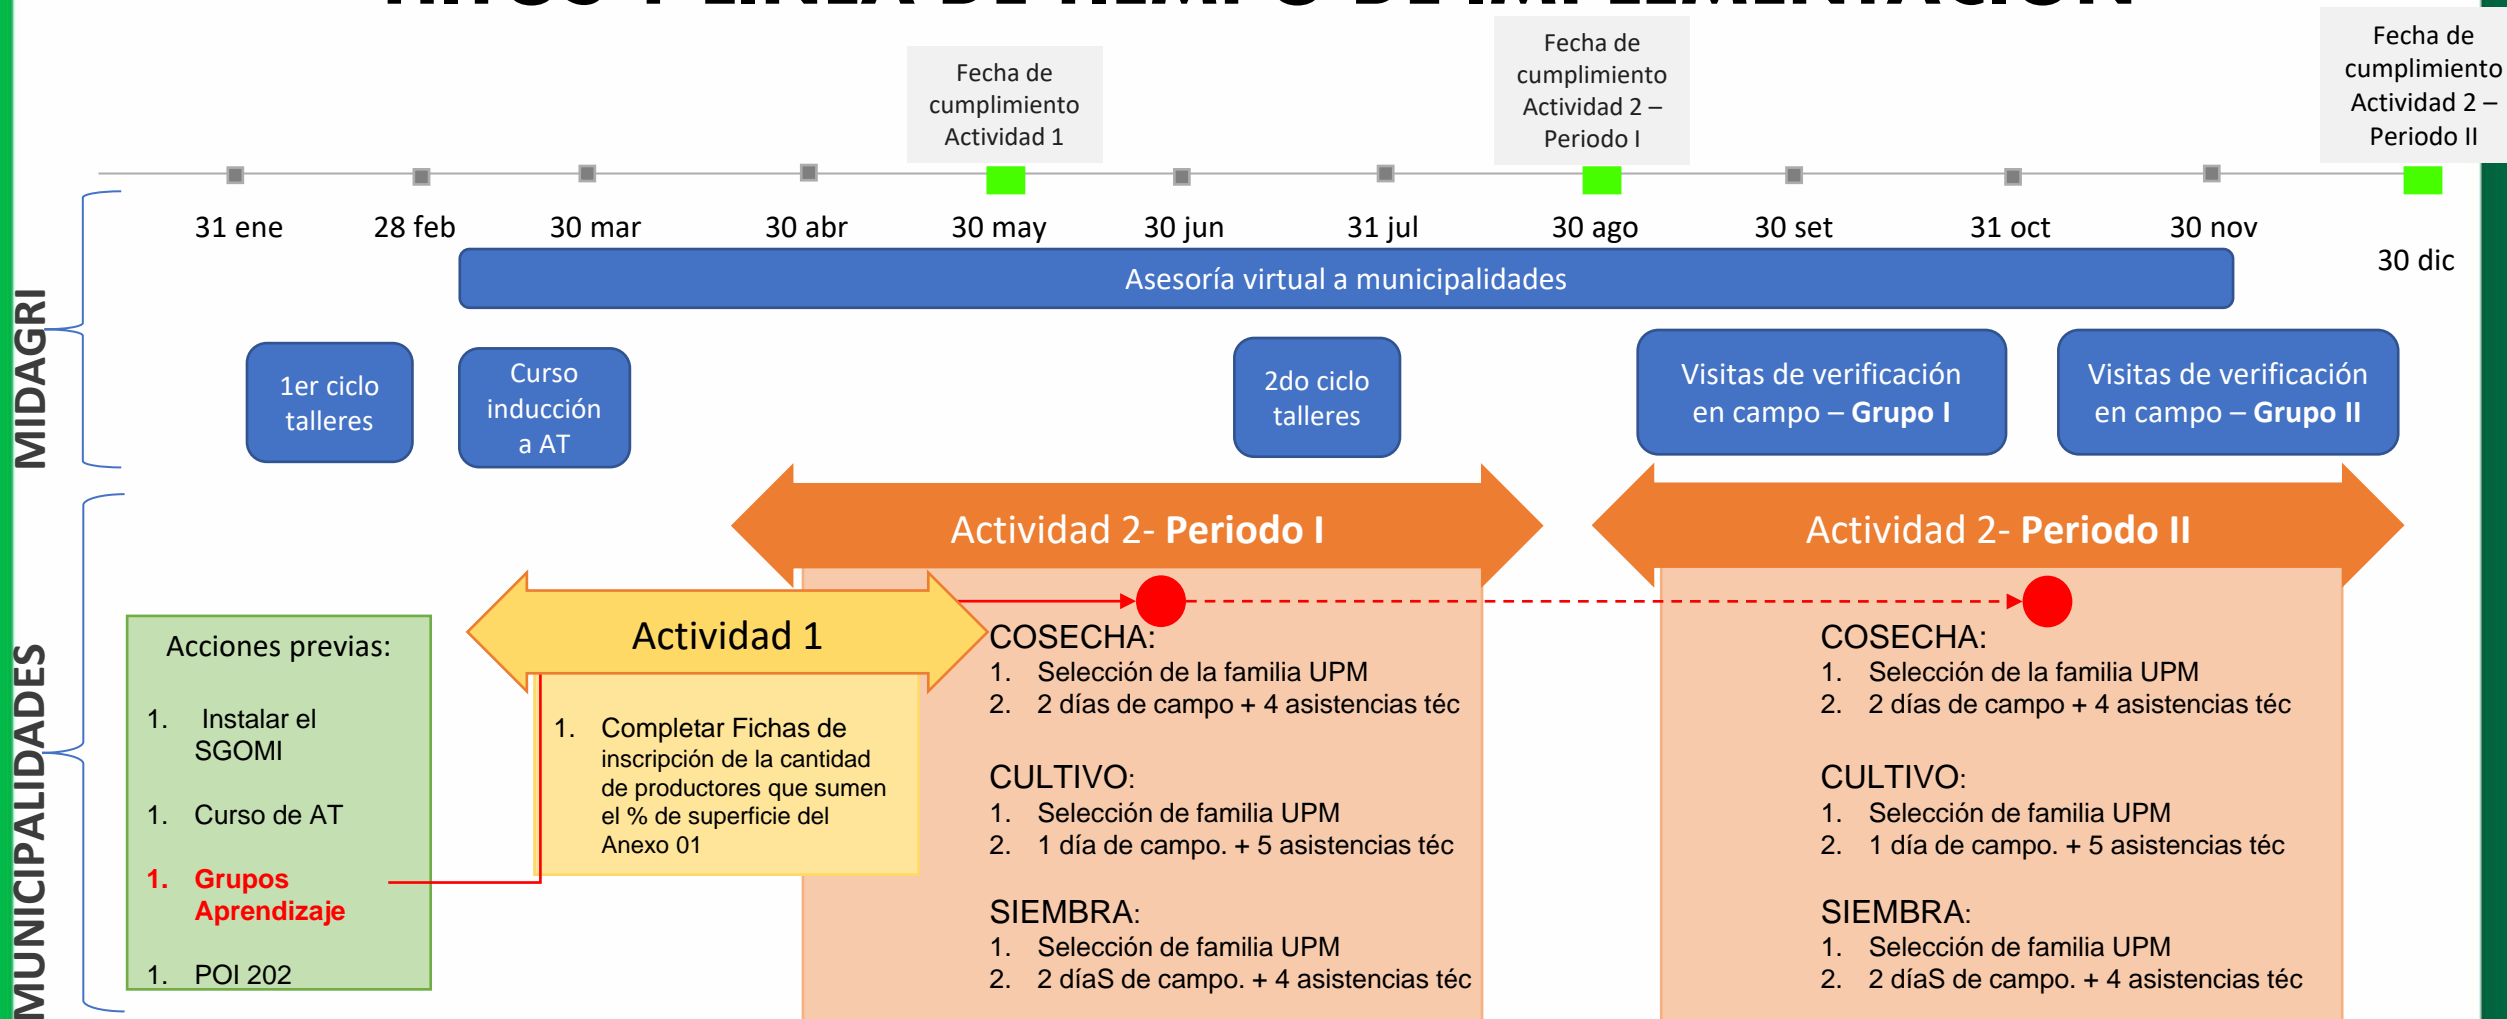 HITOS Y LÍNEA DE TIEMPO DE IMPLEMENTACIÓN
Fecha de
cumplimiento
Actividad 1
Fecha de
cumplimiento
Actividad 2 –
Periodo I
Fecha de
cumplimiento
Actividad 2 –
Periodo II
31 ene
28 feb
30 mar
30 abr
30 may
30 jun
31 jul
30 ago
30 set
31 oct
30 nov
30 dic
MIDAGRI
Asesoría virtual a municipalidades
1er ciclo
talleres
Curso
inducción
a AT
2do ciclo
talleres
Visitas de verificación
en campo – Grupo I
Visitas de verificación
en campo – Grupo II
MUNICIPALIDADES
Actividad 2- Periodo I
Actividad 2- Periodo II
Acciones previas:
1. Instalar el
SGOMI
1. Curso de AT
1. Grupos
Aprendizaje
1. POI 202
Actividad 1
1. Completar Fichas de
inscripción de la cantidad
de productores que sumen
el % de superficie del
Anexo 01
COSECHA:
1. Selección de la familia UPM
2. 2 días de campo + 4 asistencias téc
CULTIVO:
1. Selección de familia UPM
2. 1 día de campo. + 5 asistencias téc
SIEMBRA:
1. Selección de familia UPM
2. 2 díaS de campo. + 4 asistencias téc
COSECHA:
1. Selección de la familia UPM
2. 2 días de campo + 4 asistencias téc
CULTIVO:
1. Selección de familia UPM
2. 1 día de campo. + 5 asistencias téc
SIEMBRA:
1. Selección de familia UPM
2. 2 díaS de campo. + 4 asistencias téc